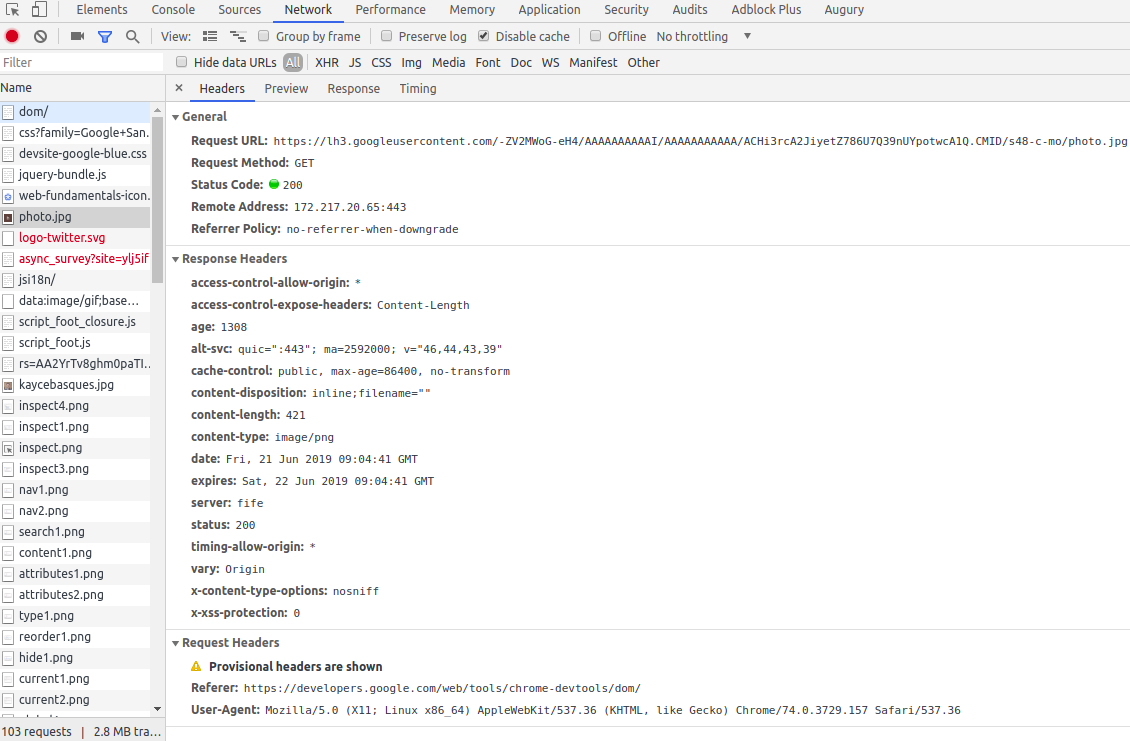 Elements Console Sources Network Performance Memory Application Security Audits Adblock Plus Augury
View: Group by frame Preserve log Disable cache Offline No throttling
Filter Hide data URLs All XHR JS CSS Img Media Font Doc WS Manifest Other
Name
dom/
css?family=Google+San...
devsite-google-blue.css
jquery-bundle.js
web-fundamentals-icon...
photo.jpg
logo-twitter.svg
async_survey?site=ylj5if
jsi18n/
data:image/gif;base...
script_foot_closure.js
script_foot.js
rs=AA2YrTv8ghm0paTI...
kaycebasques.jpg
inspect4.png
inspect1.png
inspect.png
inspect3.png
nav1.png
nav2.png
search1.png
content1.png
attributes1.png
attributes2.png
type1.png
reorder1.png
hide1.png
current1.png
current2.png
103 requests | 2.8 MB tra...
× Headers Preview Response Timing
General
Request URL: https://lh3.googleusercontent.com/-ZV2MWoG-eH4/AAAAAAAAAAI/AAAAAAAAAAA/ACHi3rcA2JiyetZ786U7Q39nUYpotwcA1Q.CMID/s48-c-mo/photo.jpg
Request Method: GET
Status Code: 200
Remote Address: 172.217.20.65:443
Referrer Policy: no-referrer-when-downgrade
Response Headers
access-control-allow-origin: *
access-control-expose-headers: Content-Length
age: 1308
alt-svc: quic=":443"; ma=2592000; v="46,44,43,39"
cache-control: public, max-age=86400, no-transform
content-disposition: inline;filename=""
content-length: 421
content-type: image/png
date: Fri, 21 Jun 2019 09:04:41 GMT
expires: Sat, 22 Jun 2019 09:04:41 GMT
server: fife
status: 200
timing-allow-origin: *
vary: Origin
x-content-type-options: nosniff
x-xss-protection: 0
Request Headers
Provisional headers are shown
Referer: https://developers.google.com/web/tools/chrome-devtools/dom/
User-Agent: Mozilla/5.0 (X11; Linux x86_64) AppleWebKit/537.36 (KHTML, like Gecko) Chrome/74.0.3729.157 Safari/537.36